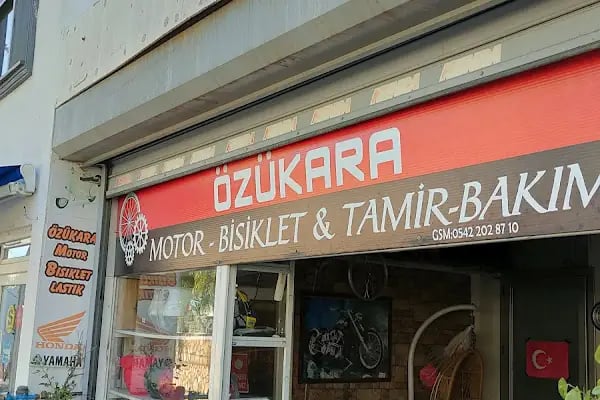 ÖZÜKARA
MOTOR - BİSİKLET & TAMİR-BAKIM
GSM:0542 202 87 10
ÖZÜKARA
MOTOR
BİSİKLET
LASTİK
HONDA
YAMAHA